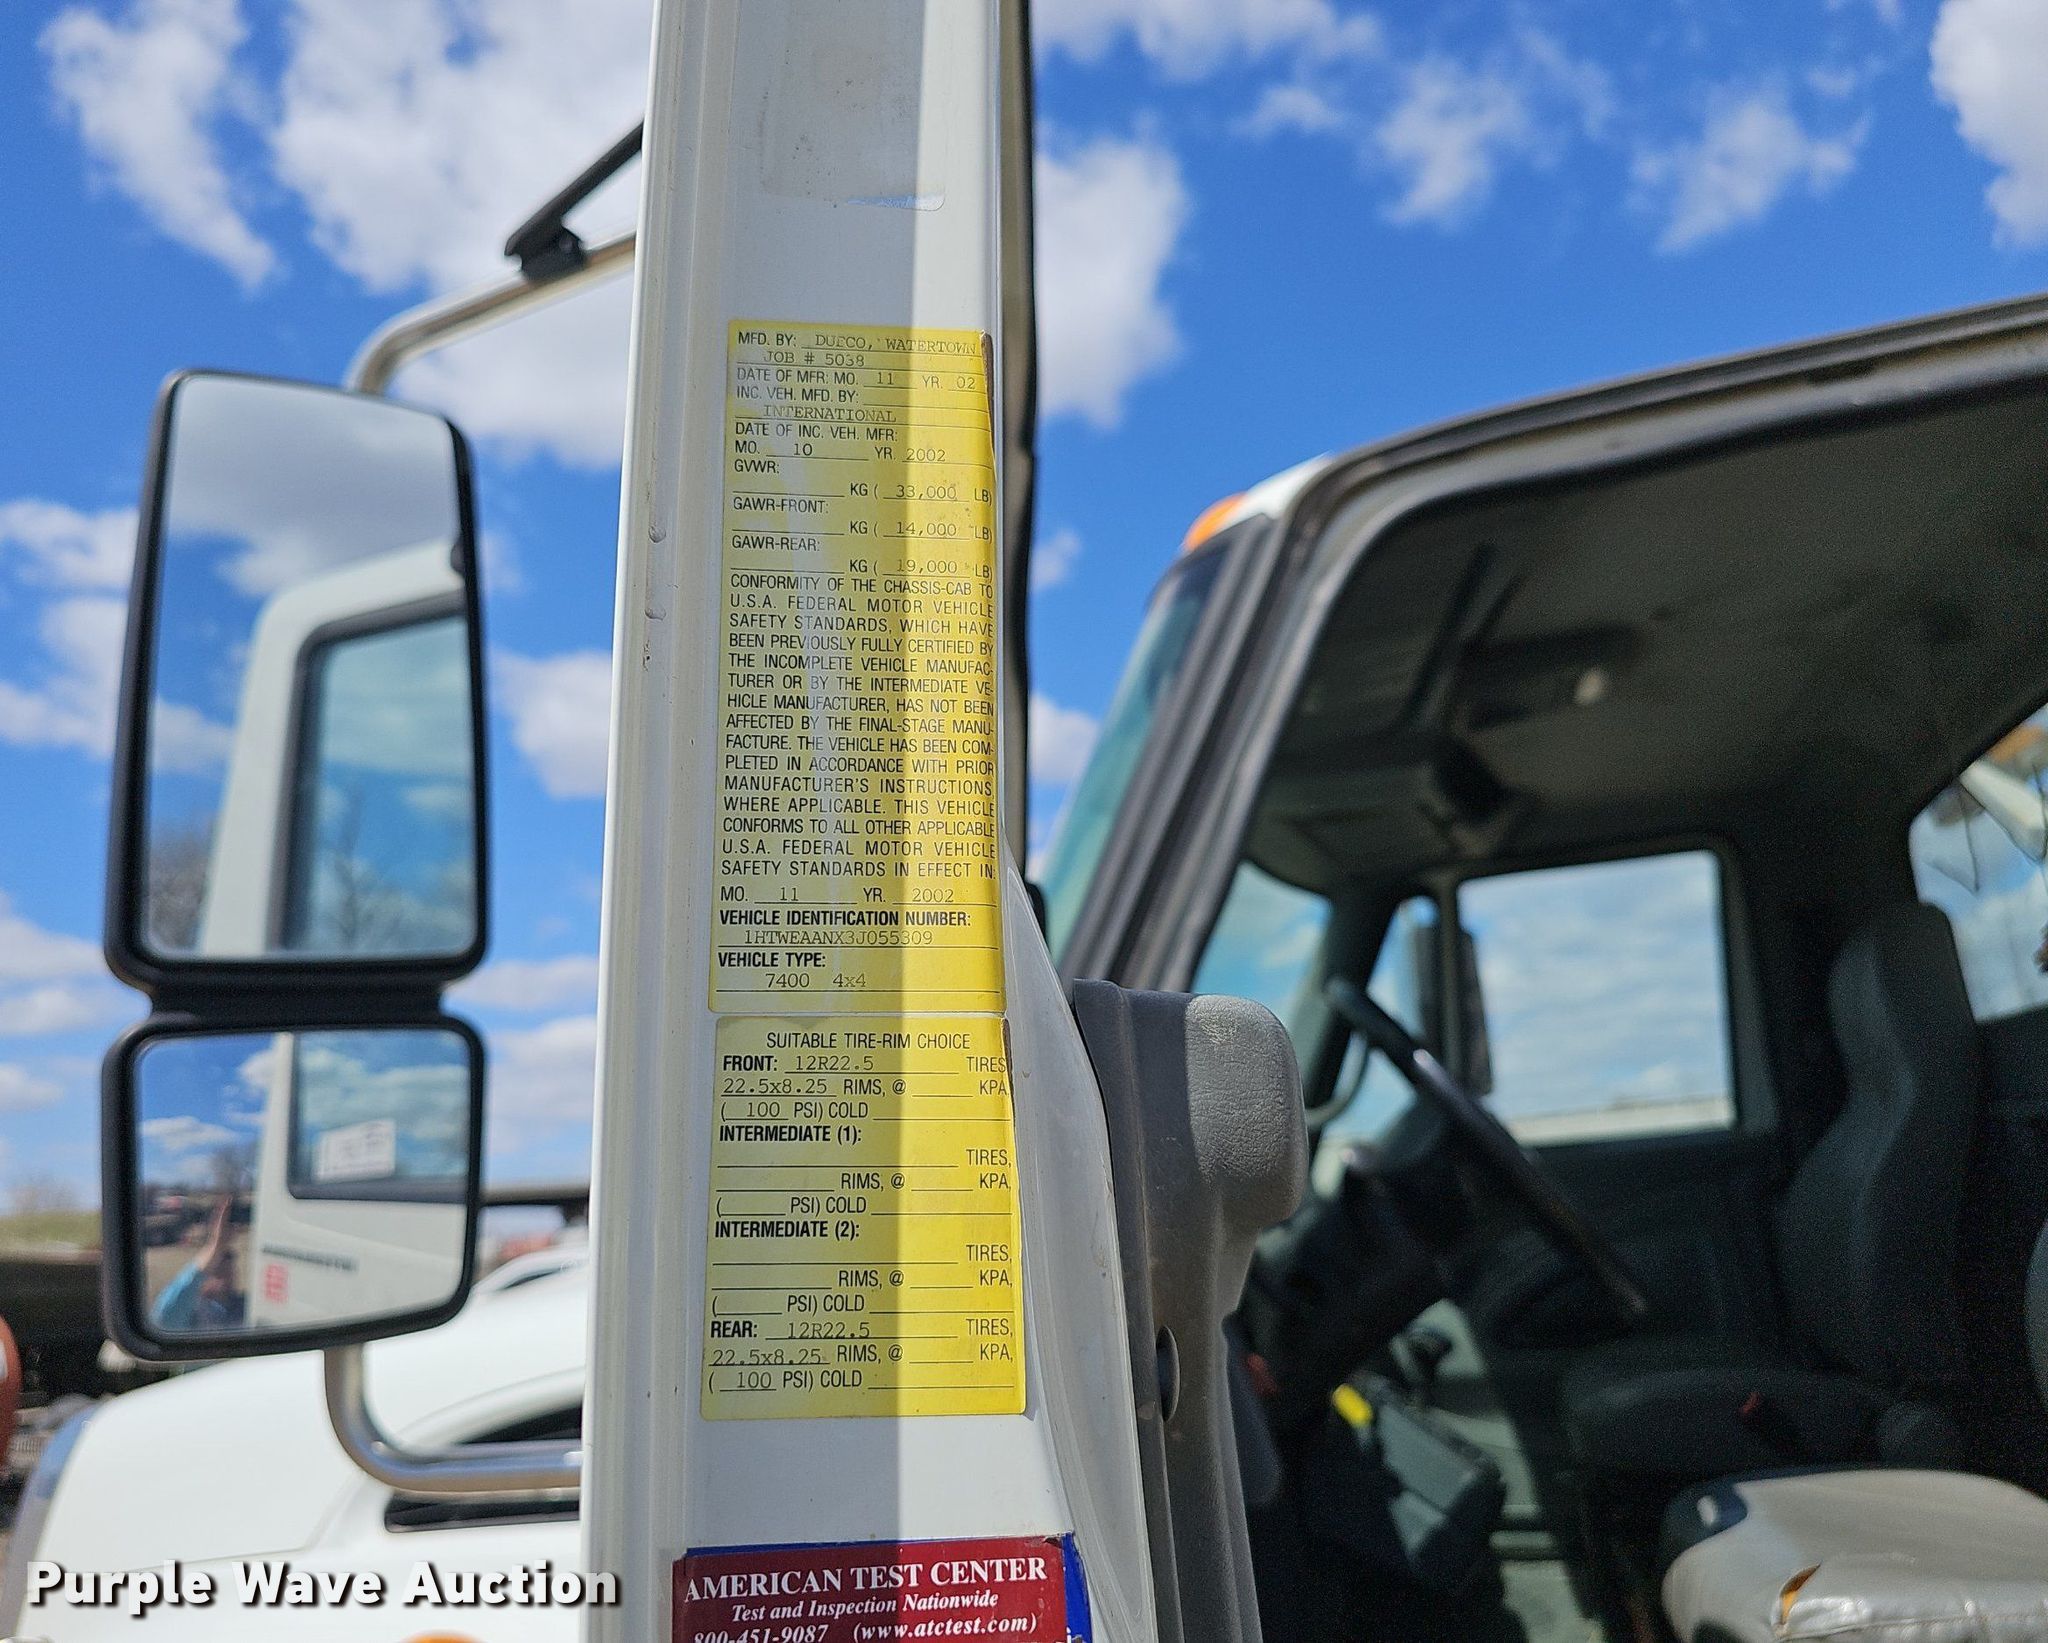 MFD. BY: DUECO, WATERTOWN
JOB # 5038
DATE OF MFR: MO. 11 YR. 02
INC. VEH. MFD. BY:
INTERNATIONAL
DATE OF INC. VEH. MFR:
MO. 10 YR. 2002
GVWR:
KG ( 33,000 LB)
GAWR-FRONT:
KG ( 14,000 LB)
GAWR-REAR:
KG ( 19,000 LB)
CONFORMITY OF THE CHASSIS-CAB TO
U.S.A. FEDERAL MOTOR VEHICLE
SAFETY STANDARDS, WHICH HAVE
BEEN PREVIOUSLY FULLY CERTIFIED BY
THE INCOMPLETE VEHICLE MANUFAC-
TURER OR BY THE INTERMEDIATE VE-
HICLE MANUFACTURER, HAS NOT BEEN
AFFECTED BY THE FINAL-STAGE MANU-
FACTURE. THE VEHICLE HAS BEEN COM-
PLETED IN ACCORDANCE WITH PRIOR
MANUFACTURER'S INSTRUCTIONS,
WHERE APPLICABLE. THIS VEHICLE
CONFORMS TO ALL OTHER APPLICABLE
U.S.A. FEDERAL MOTOR VEHICLE
SAFETY STANDARDS IN EFFECT IN:
MO. 11 YR. 2002
VEHICLE IDENTIFICATION NUMBER:
1HTWEAANX3J055309
VEHICLE TYPE:
7400 4x4
SUITABLE TIRE-RIM CHOICE
FRONT: 12R22.5 TIRES
22.5x8.25 RIMS, @ KPA
( 100 PSI) COLD
INTERMEDIATE (1):
TIRES,
RIMS, @ KPA,
( PSI) COLD
INTERMEDIATE (2):
TIRES,
RIMS, @ KPA,
( PSI) COLD
REAR: 12R22.5 TIRES,
22.5x8.25 RIMS, @ KPA,
( 100 PSI) COLD
AMERICAN TEST CENTER
Test and Inspection Nationwide
800-451-9087 (www.atctest.com)
Purple Wave Auction